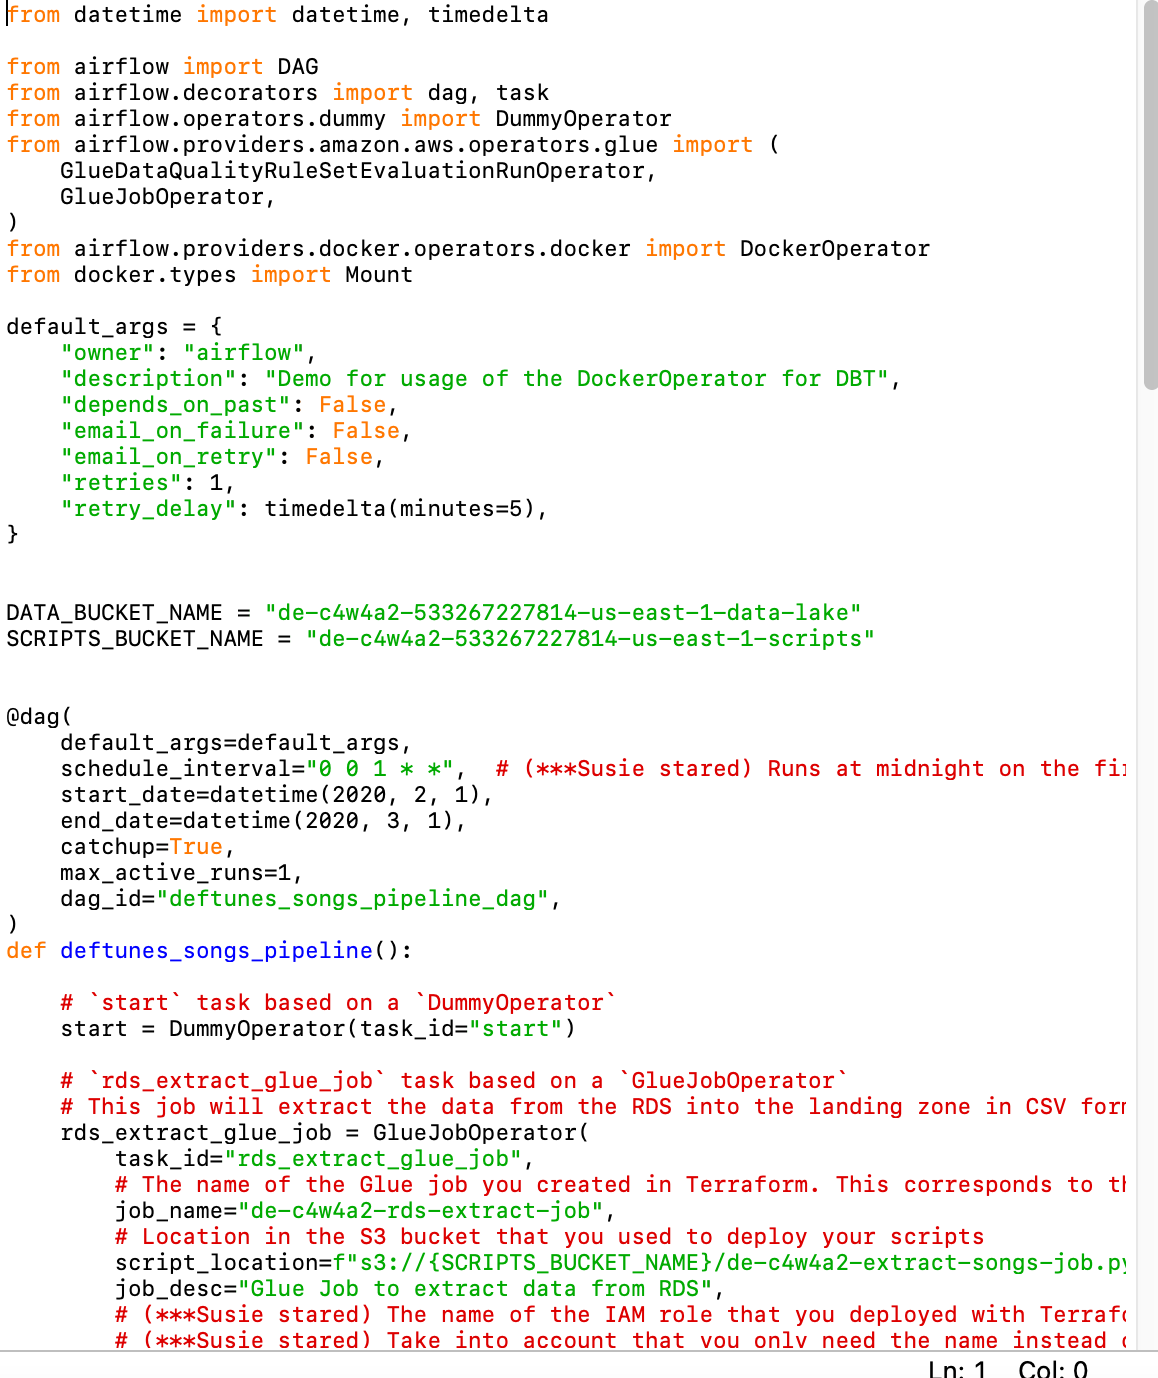 from datetime import datetime, timedelta

from airflow import DAG
from airflow.decorators import dag, task
from airflow.operators.dummy import DummyOperator
from airflow.providers.amazon.aws.operators.glue import (
    GlueDataQualityRuleSetEvaluationRunOperator,
    GlueJobOperator,
)
from airflow.providers.docker.operators.docker import DockerOperator
from docker.types import Mount

default_args = {
    "owner": "airflow",
    "description": "Demo for usage of the DockerOperator for DBT",
    "depends_on_past": False,
    "email_on_failure": False,
    "email_on_retry": False,
    "retries": 1,
    "retry_delay": timedelta(minutes=5),
}


DATA_BUCKET_NAME = "de-c4w4a2-533267227814-us-east-1-data-lake"
SCRIPTS_BUCKET_NAME = "de-c4w4a2-533267227814-us-east-1-scripts"


@dag(
    default_args=default_args,
    schedule_interval="0 0 1 * *",  # (***Susie stared) Runs at midnight on the
    start_date=datetime(2020, 2, 1),
    end_date=datetime(2020, 3, 1),
    catchup=True,
    max_active_runs=1,
    dag_id="deftunes_songs_pipeline_dag",
)
def deftunes_songs_pipeline():

    # `start` task based on a `DummyOperator`
    start = DummyOperator(task_id="start")

    # `rds_extract_glue_job` task based on a `GlueJobOperator`
    # This job will extract the data from the RDS into the landing zone in CSV
    rds_extract_glue_job = GlueJobOperator(
        task_id="rds_extract_glue_job",
        # The name of the Glue job you created in Terraform. This corresponds to
        job_name="de-c4w4a2-rds-extract-job",
        # Location in the S3 bucket that you used to deploy your scripts
        script_location=f"s3://{SCRIPTS_BUCKET_NAME}/de-c4w4a2-extract-songs-job.py
        job_desc="Glue Job to extract data from RDS",
        # (***Susie stared) The name of the IAM role that you deployed with
        # (***Susie stared) Take into account that you only need the name instead
Ln: 1 Col: 0